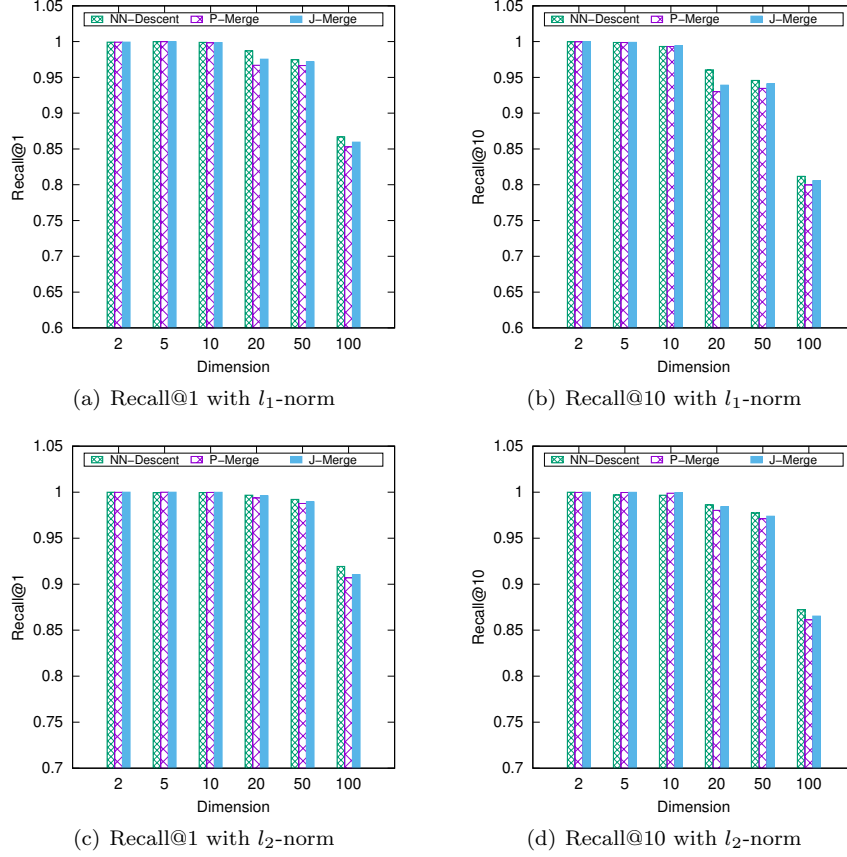 1.05
NN-Descent P-Merge J-Merge
1
0.95
0.9
0.85
0.8
0.75
0.7
0.65
0.6
Recall@1
2 5 10 20 50 100
Dimension
(a) Recall@1 with l₁-norm
1.05
NN-Descent P-Merge J-Merge
1
0.95
0.9
0.85
0.8
0.75
0.7
0.65
0.6
Recall@10
2 5 10 20 50 100
Dimension
(b) Recall@10 with l₁-norm
1.05
NN-Descent P-Merge J-Merge
1
0.95
0.9
0.85
0.8
0.75
0.7
Recall@1
2 5 10 20 50 100
Dimension
(c) Recall@1 with l₂-norm
1.05
NN-Descent P-Merge J-Merge
1
0.95
0.9
0.85
0.8
0.75
0.7
Recall@10
2 5 10 20 50 100
Dimension
(d) Recall@10 with l₂-norm